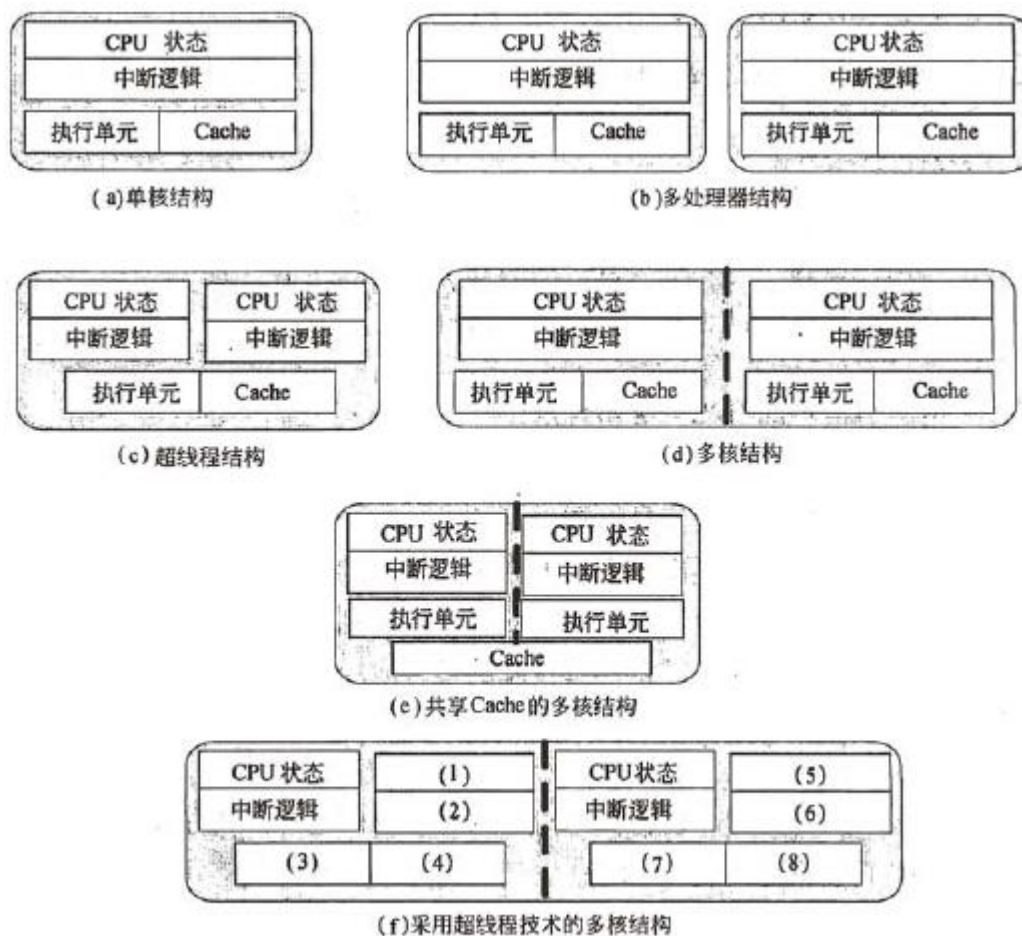 CPU 状态
中断逻辑
执行单元 Cache
(a)单核结构
CPU 状态
中断逻辑
执行单元 Cache
CPU状态
中断逻辑
执行单元 Cache
(b)多处理器结构
CPU 状态
中断逻辑
CPU 状态
中断逻辑
执行单元 Cache
(c)超线程结构
CPU 状态
中断逻辑
执行单元 Cache
CPU 状态
中断逻辑
执行单元 Cache
(d)多核结构
CPU 状态
中断逻辑
执行单元
CPU 状态
中断逻辑
执行单元
Cache
(e)共享Cache的多核结构
CPU 状态
中断逻辑
(1)
(2)
(3) (4)
CPU状态
中断逻辑
(5)
(6)
(7) (8)
(f)采用超线程技术的多核结构